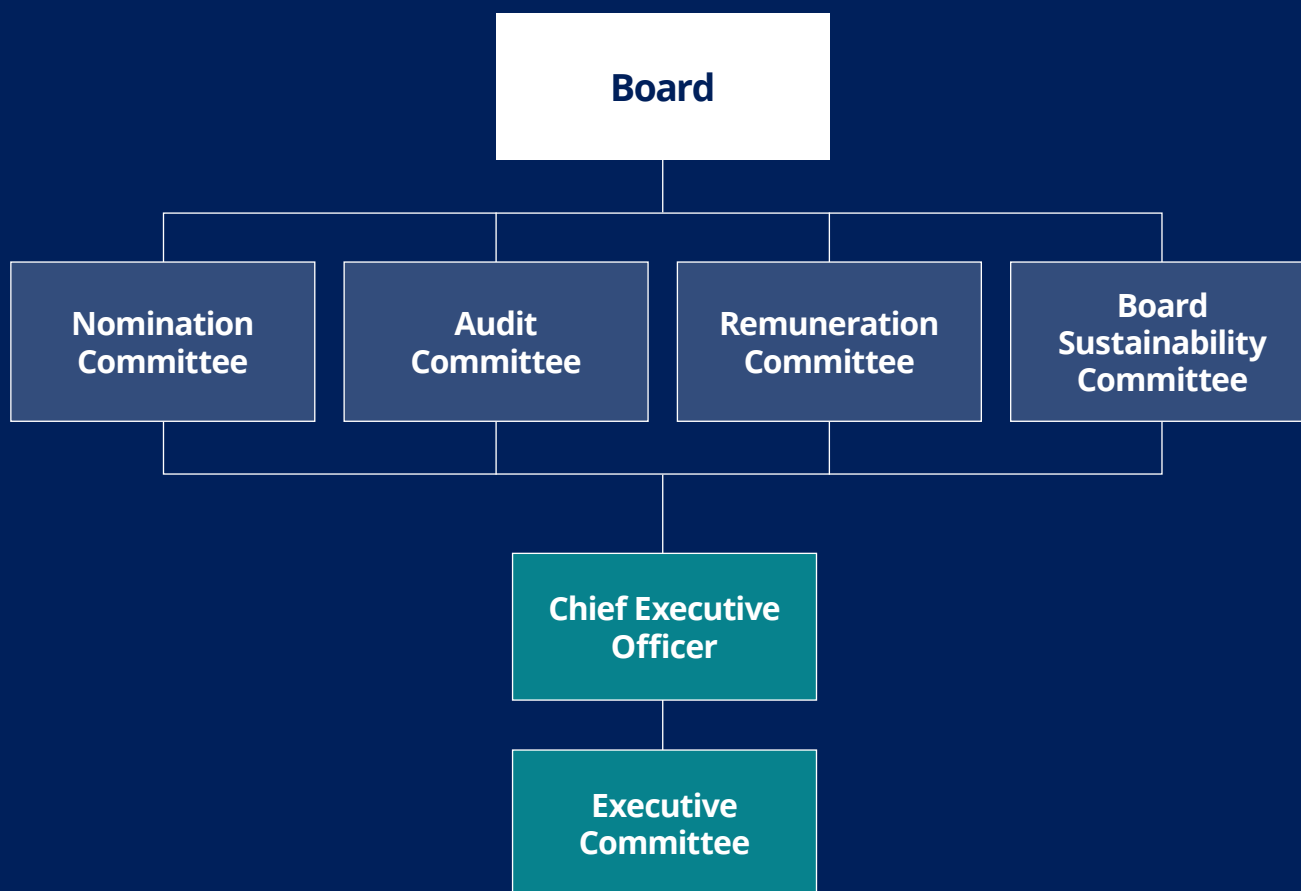 Board
Nomination
Committee
Audit
Committee
Remuneration
Committee
Board
Sustainability
Committee
Chief Executive
Officer
Executive
Committee